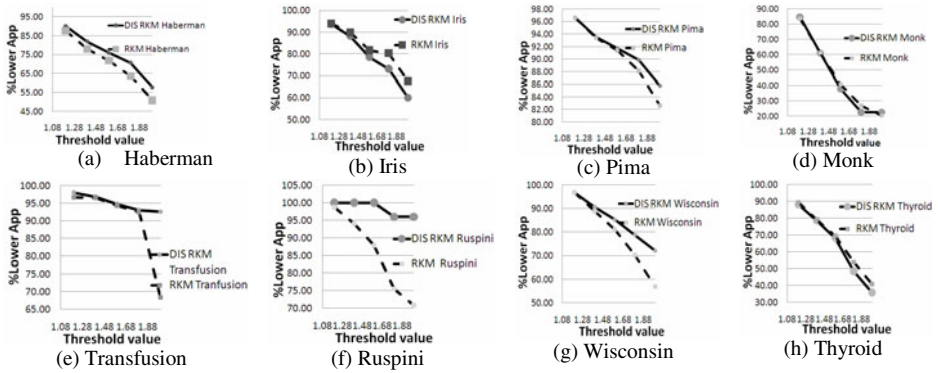 %Lower App
95.00
85.00
75.00
65.00
55.00
45.00
DIS RKM Haberman
RKM Haberman
1.08 1.28 1.48 1.68 1.88
Threshold value
(a) Haberman
%Lower App
100.00
90.00
80.00
70.00
60.00
50.00
DIS RKM Iris
RKM Iris
1.08 1.28 1.48 1.68 1.88
Threshold value
(b) Iris
%Lower App
98.00
96.00
94.00
92.00
90.00
88.00
86.00
84.00
82.00
80.00
DIS RKM Pima
RKM Pima
1.08 1.28 1.48 1.68 1.88
Threshold value
(c) Pima
%Lower App
90.00
80.00
70.00
60.00
50.00
40.00
30.00
20.00
DIS RKM Monk
RKM Monk
1.08 1.28 1.48 1.68 1.88
Threshold value
(d) Monk
%Lower App
100.00
95.00
90.00
85.00
80.00
75.00
70.00
65.00
DIS RKM
Transfusion
RKM Tranfusion
1.08 1.28 1.48 1.68 1.88
Threshold value
(e) Transfusion
%Lower App
105.00
100.00
95.00
90.00
85.00
80.00
75.00
70.00
DIS RKM Ruspini
RKM Ruspini
1.08 1.28 1.48 1.68 1.88
Threshold value
(f) Ruspini
%Lower App
100.00
90.00
80.00
70.00
60.00
50.00
DIS RKM Wisconsin
RKM Wisconsin
1.08 1.28 1.48 1.68 1.88
Threshold value
(g) Wisconsin
%Lower App
100.00
90.00
80.00
70.00
60.00
50.00
40.00
30.00
DIS RKM Thyroid
RKM Thyroid
1.08 1.28 1.48 1.68 1.88
Threshold value
(h) Thyroid